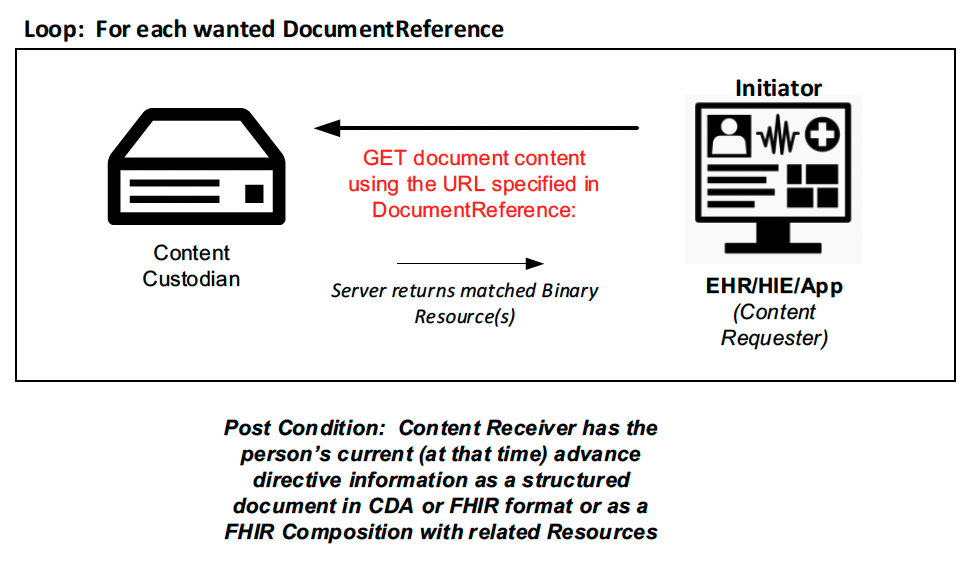 Loop:  For each wanted DocumentReference
Initiator
GET document content
using the URL specified in
DocumentReference:
Content
Custodian
Server returns matched Binary
Resource(s)
EHR/HIE/App
(Content
Requester)
Post Condition:  Content Receiver has the
person’s current (at that time) advance
directive information as a structured
document in CDA or FHIR format or as a
FHIR Composition with related Resources